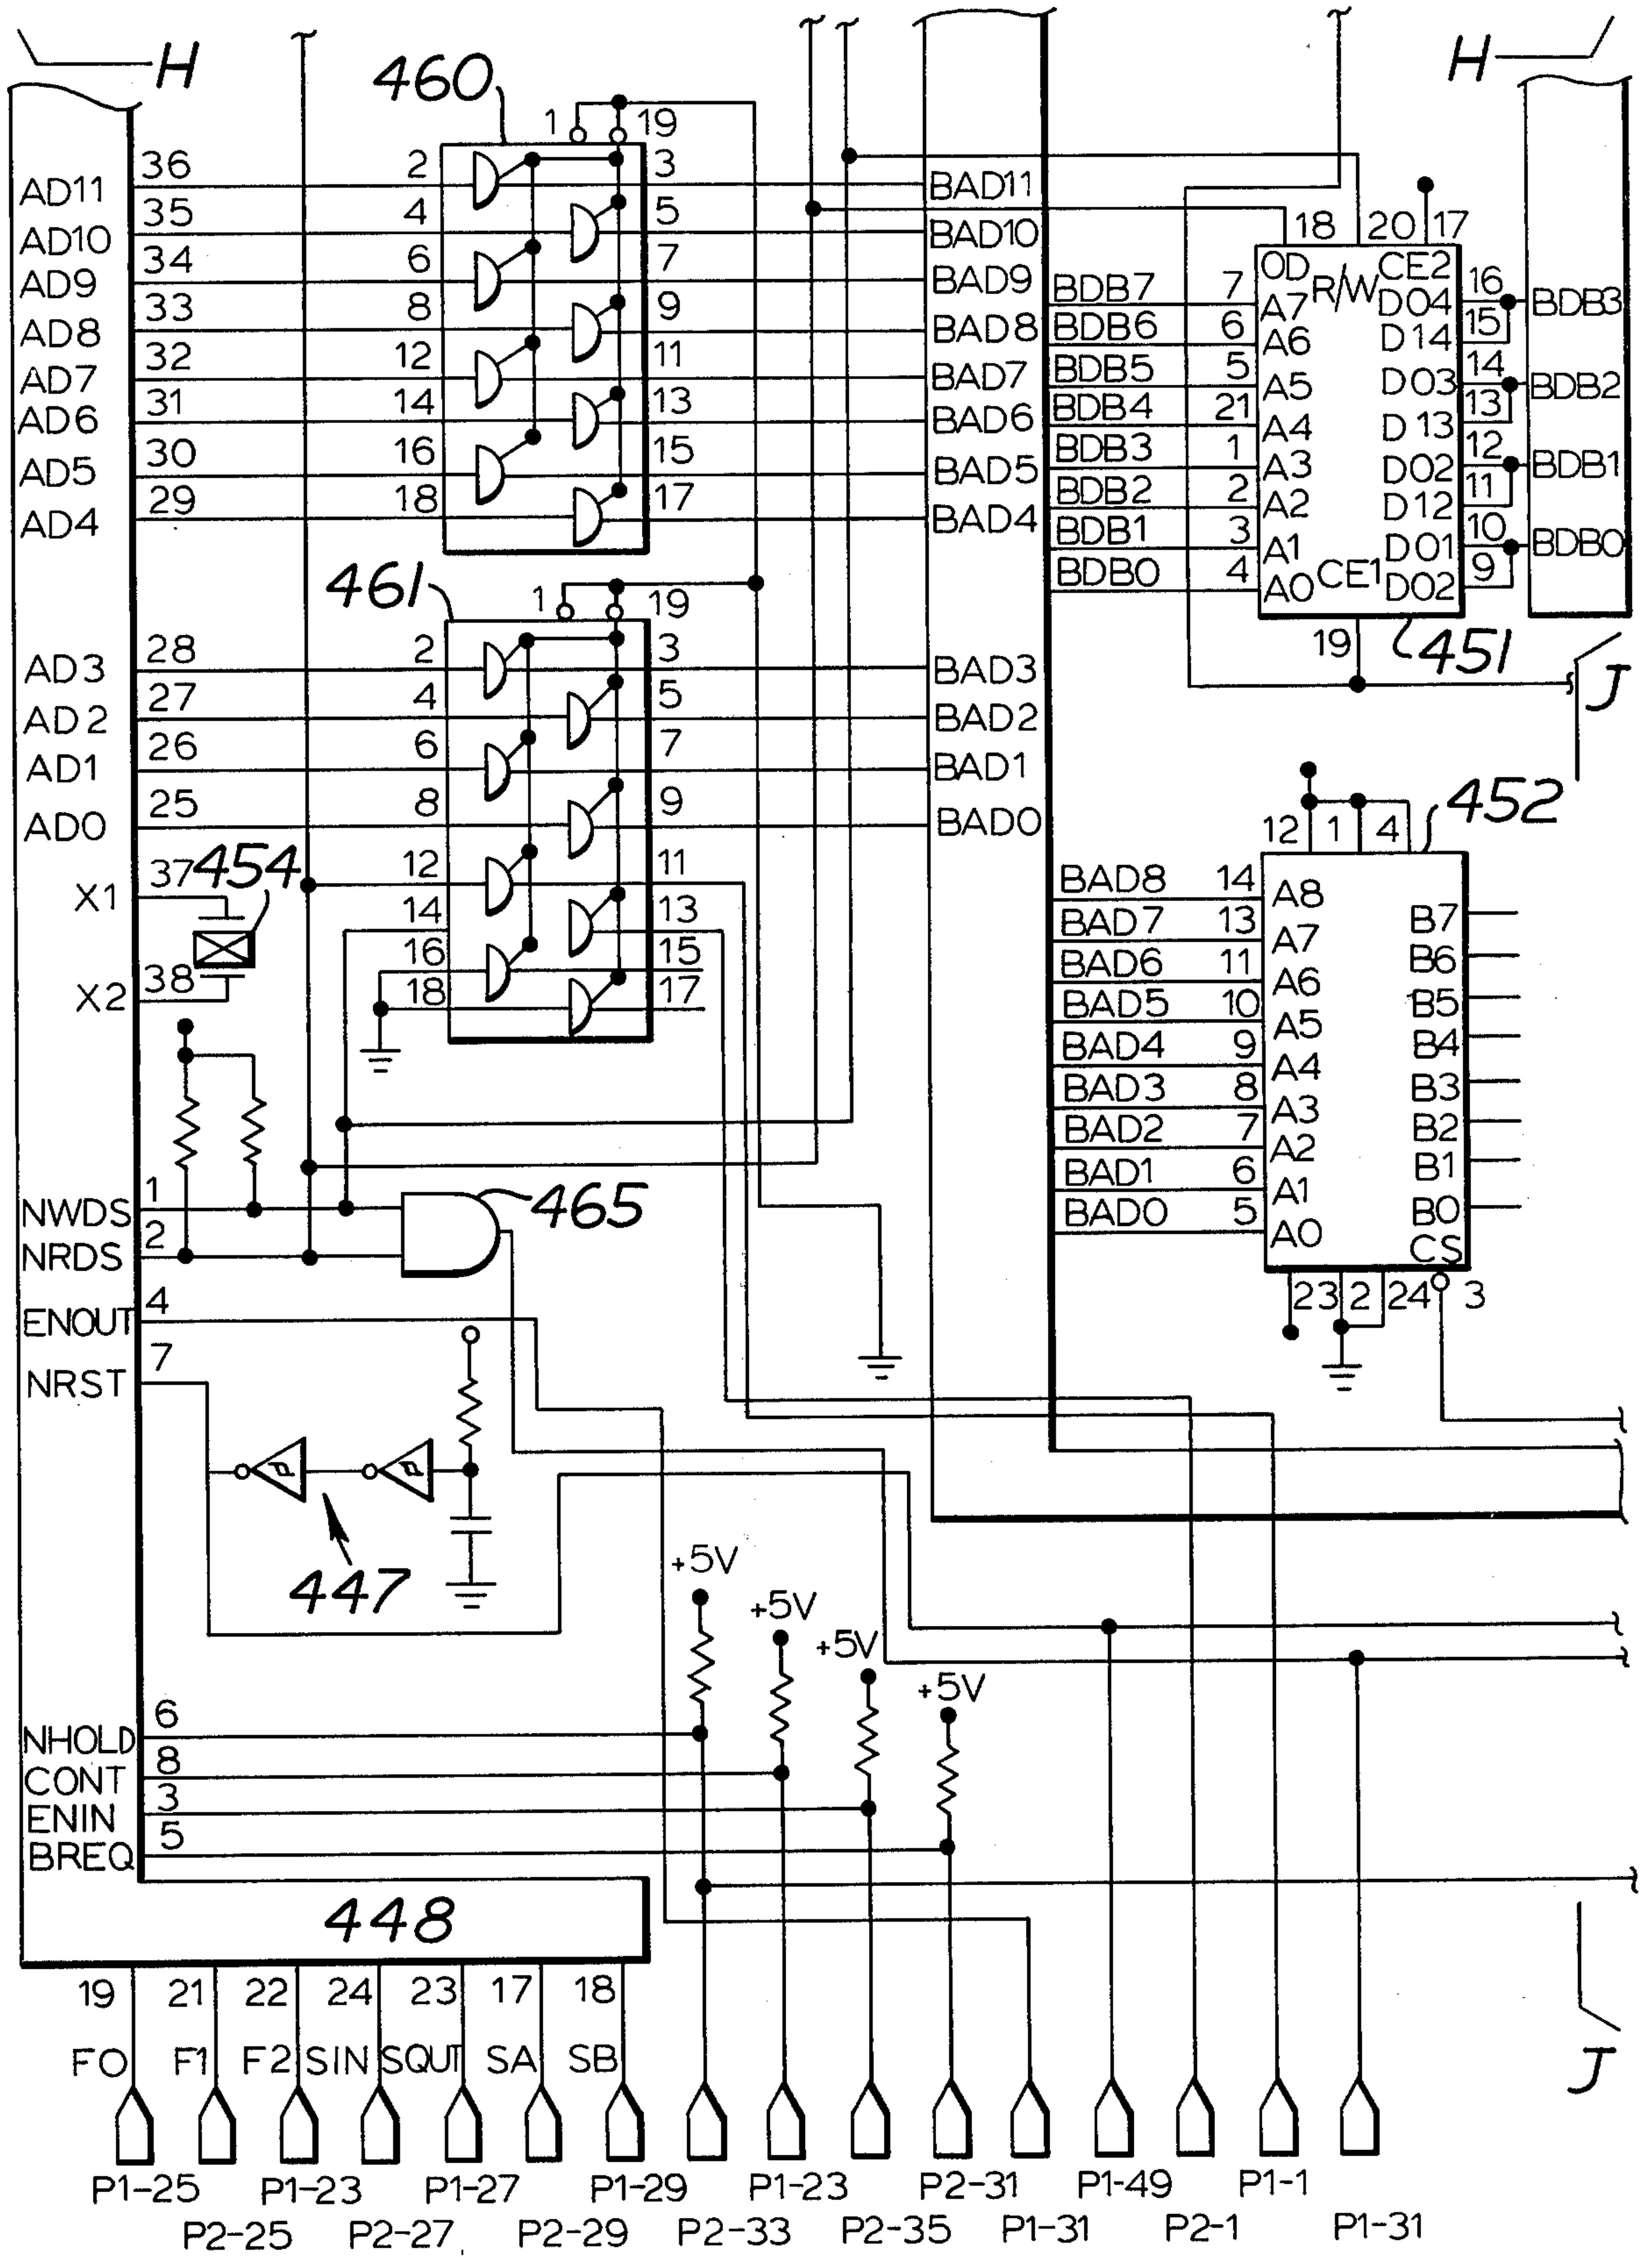 H
H
460
1
19
AD11 36 2 3 BAD11
AD10 35 4 5 BAD10
AD9 34 6 7 BAD9
AD8 33 8 9 BAD8
AD7 32 12 11 BAD7
AD6 31 14 13 BAD6
AD5 30 16 15 BAD5
AD4 29 18 17 BAD4
18 20 17
OD R/W CE2
BDB7 7 A7 DO4 16 BDB3
BDB6 6 A6 D14 15
BDB5 5 A5 DO3 14 BDB2
BDB4 21 A4 D13 13
BDB3 1 A3 DO2 12 BDB1
BDB2 2 A2 D12 11
BDB1 3 A1 DO1 10 BDB0
BDB0 4 A0 CE1 DO2 9
19
451
J
461
1
19
AD3 28 2 3 BAD3
AD2 27 4 5 BAD2
AD1 26 6 7 BAD1
AD0 25 8 9 BAD0
12 11
14 13
16 15
18 17
X1 37
454
X2 38
452
12 1 4
BAD8 14 A8
BAD7 13 A7 B7
BAD6 11 A6 B6
BAD5 10 A5 B5
BAD4 9 A4 B4
BAD3 8 A3 B3
BAD2 7 A2 B2
BAD1 6 A1 B1
BAD0 5 A0 B0
CS
23 2 24 3
NWDS 1
NRDS 2
465
ENOUT 4
NRST 7
447
+5V
+5V
+5V
+5V
NHOLD 6
CONT 8
ENIN 3
BREQ 5
448
19 21 22 24 23 17 18
FO F1 F2 SIN SQUT SA SB
J
P1-25 P1-23 P1-27 P1-29 P1-23 P2-31 P1-49 P1-1
P2-25 P2-27 P2-29 P2-33 P2-35 P1-31 P2-1 P1-31